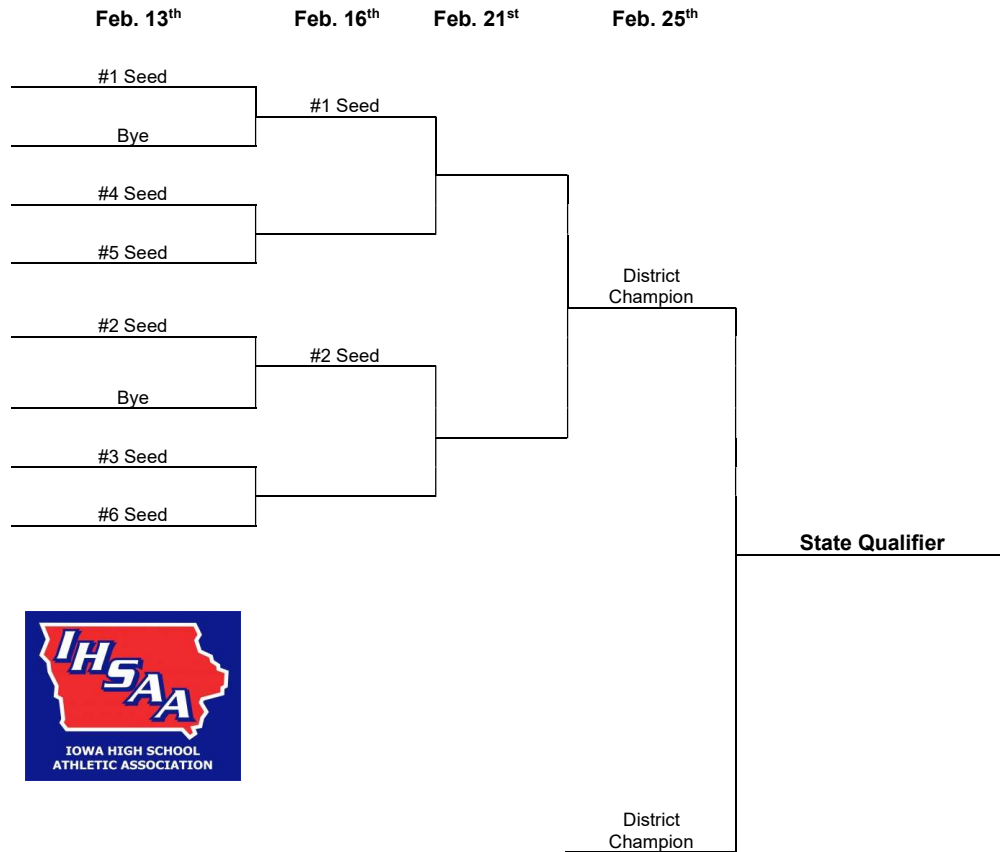 Feb. 13th Feb. 16th Feb. 21st Feb. 25th
#1 Seed
#1 Seed
Bye
#4 Seed
#5 Seed
District
Champion
#2 Seed
#2 Seed
Bye
#3 Seed
#6 Seed
State Qualifier
IHSAA
IOWA HIGH SCHOOL
ATHLETIC ASSOCIATION
District
Champion